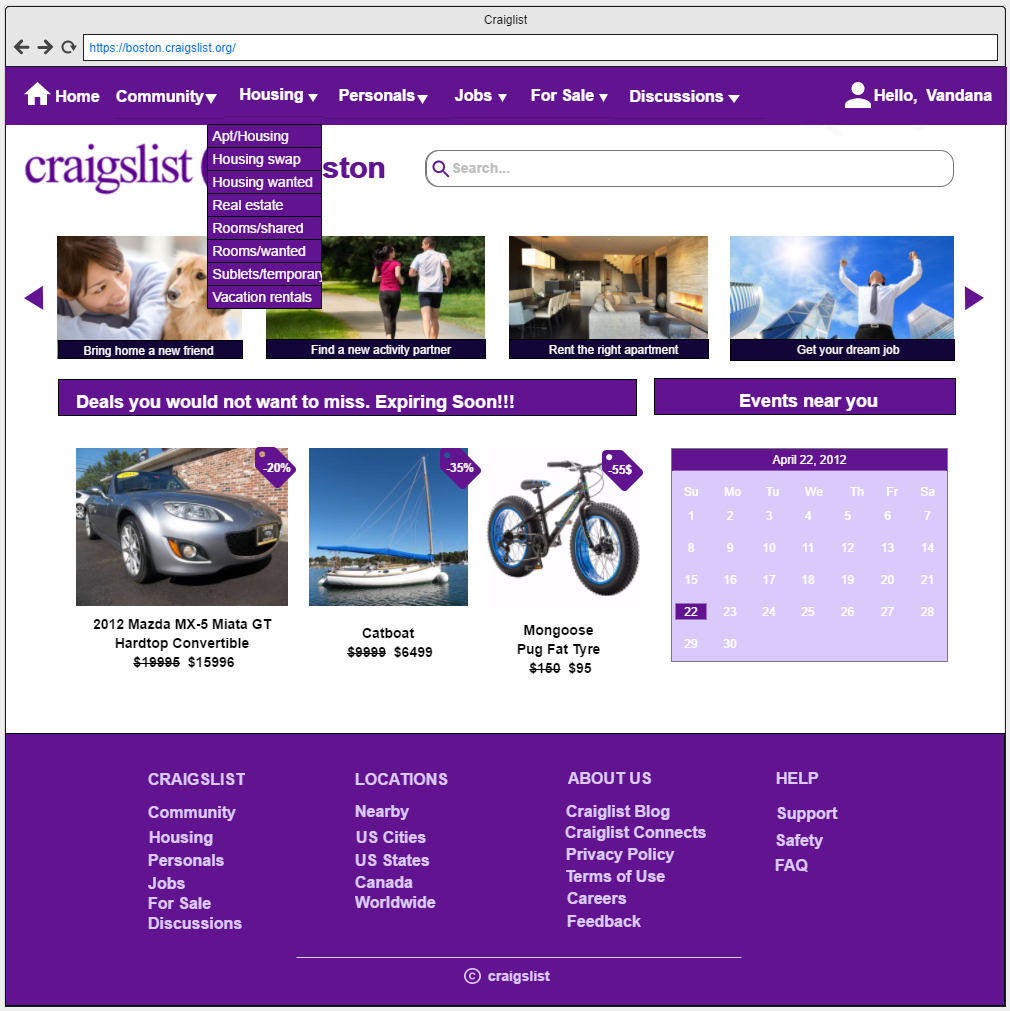 Craiglist
https://boston.craigslist.org/
Home Community Housing Personals Jobs For Sale Discussions Hello, Vandana
Apt/Housing
Housing swap
Housing wanted
Real estate
Rooms/shared
Rooms/wanted
Sublets/temporary
Vacation rentals
craigslist ston
Search...
Bring home a new friend
Find a new activity partner
Rent the right apartment
Get your dream job
Deals you would not want to miss. Expiring Soon!!!
Events near you
-20%
-35%
-55$
2012 Mazda MX-5 Miata GT
Hardtop Convertible
$19995 $15996
Catboat
$9999 $6499
Mongoose
Pug Fat Tyre
$150 $95
April 22, 2012
Su Mo Tu We Th Fr Sa
1 2 3 4 5 6 7
8 9 10 11 12 13 14
15 16 17 18 19 20 21
22 23 24 25 26 27 28
29 30
CRAIGSLIST
Community
Housing
Personals
Jobs
For Sale
Discussions
LOCATIONS
Nearby
US Cities
US States
Canada
Worldwide
ABOUT US
Craiglist Blog
Craiglist Connects
Privacy Policy
Terms of Use
Careers
Feedback
HELP
Support
Safety
FAQ
© craigslist